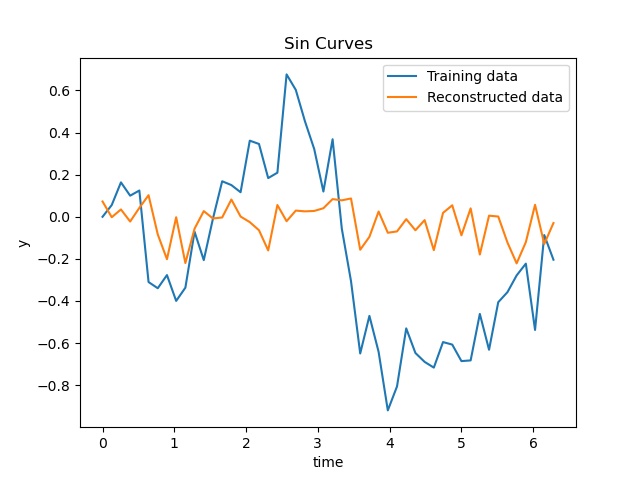 Sin Curves
Training data
Reconstructed data
0.6
0.4
0.2
0.0
−0.2
−0.4
−0.6
−0.8
y
0 1 2 3 4 5 6
time